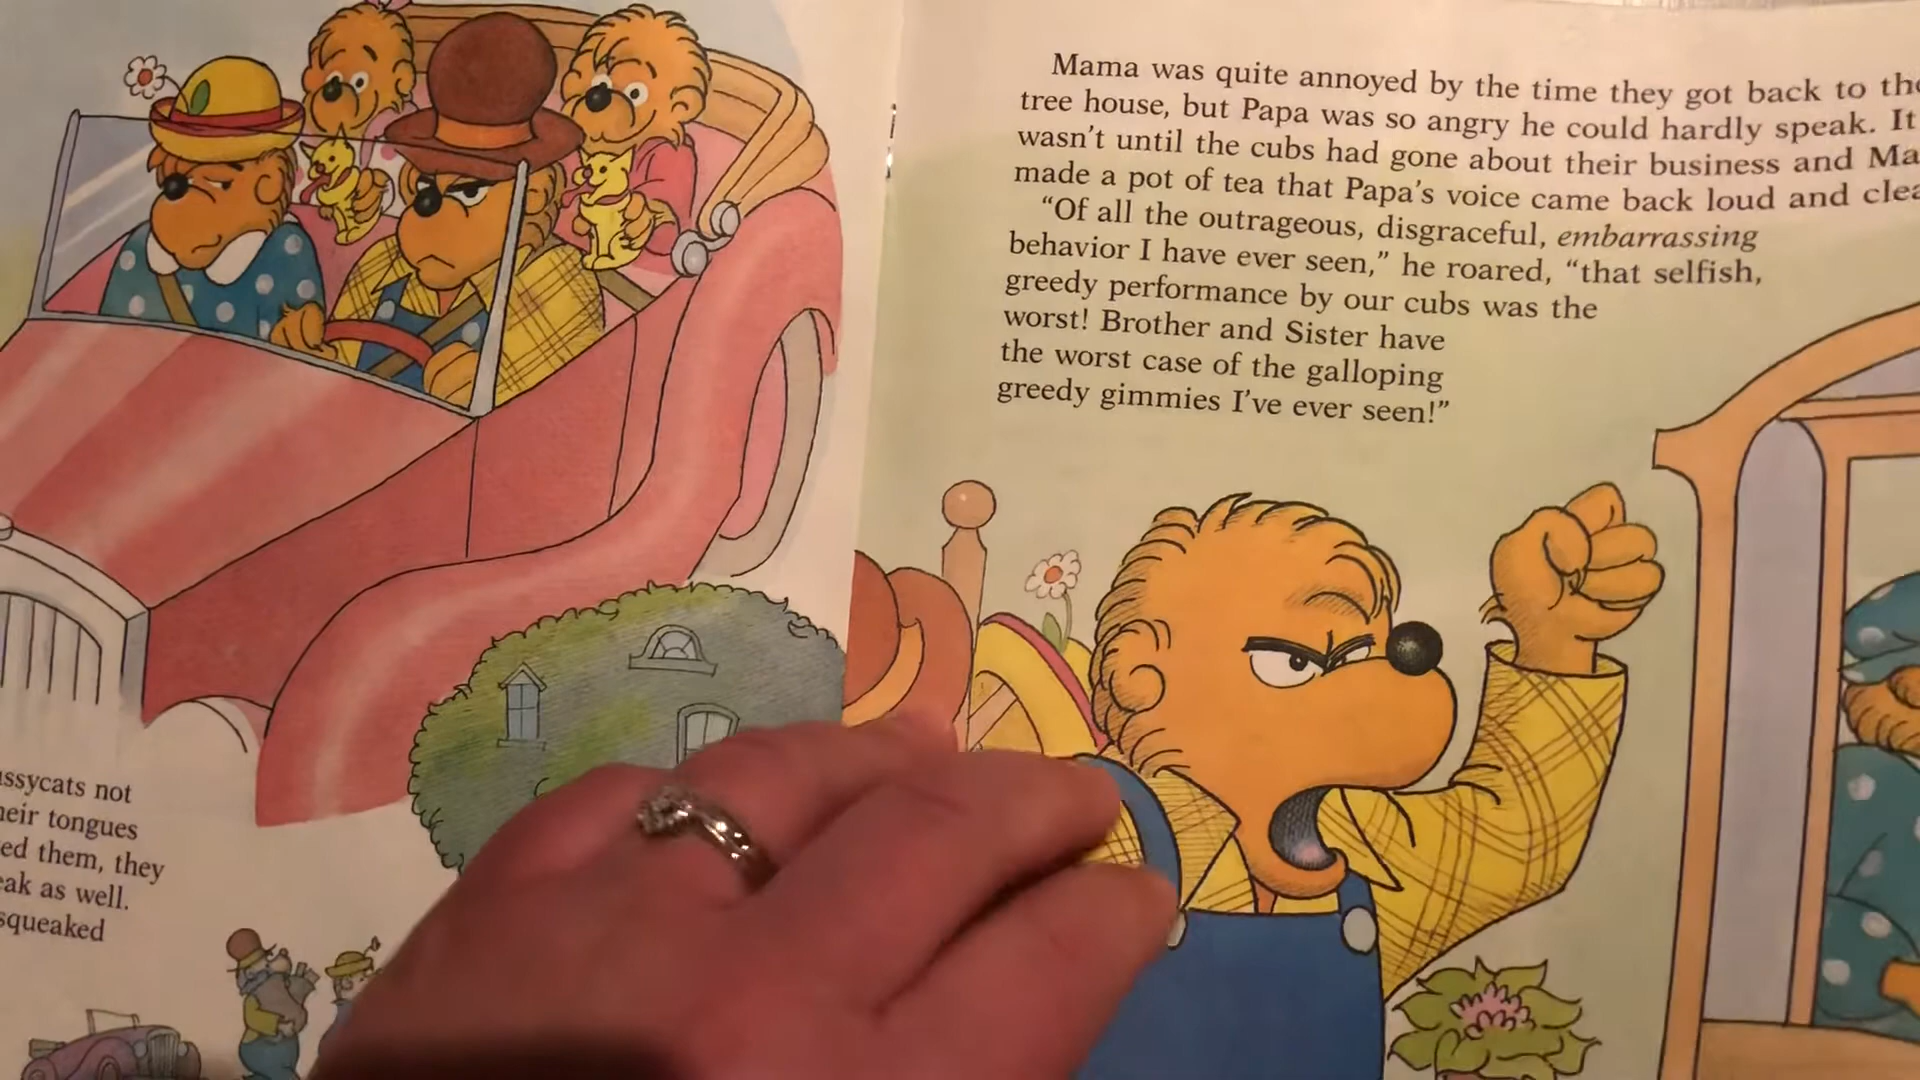 ssycats not
heir tongues
ed them, they
eak as well.
squeaked
Mama was quite annoyed by the time they got back to the
tree house, but Papa was so angry he could hardly speak. It
wasn't until the cubs had gone about their business and Ma
made a pot of tea that Papa's voice came back loud and clea
“Of all the outrageous, disgraceful, embarrassing
behavior I have ever seen,” he roared, “that selfish,
greedy performance by our cubs was the
worst! Brother and Sister have
the worst case of the galloping
greedy gimmies I've ever seen!”